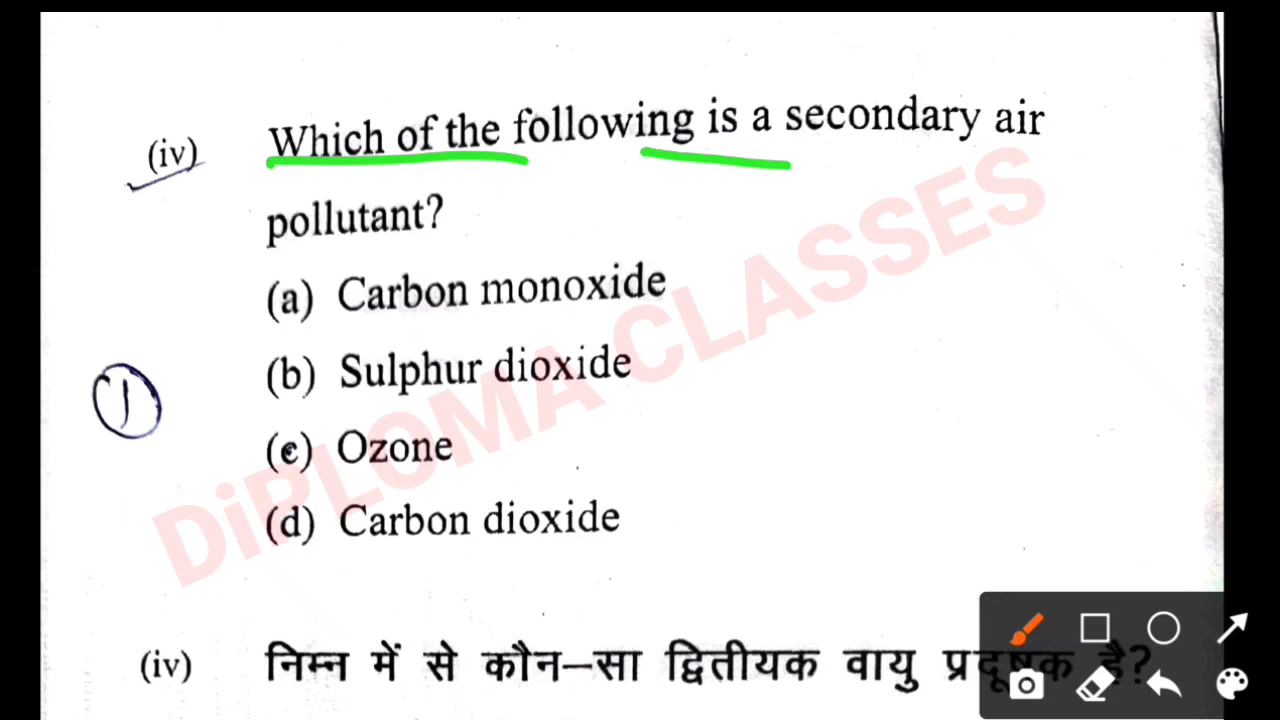 (iv) Which of the following is a secondary air
pollutant?
(a) Carbon monoxide
(b) Sulphur dioxide
(c) Ozone
(d) Carbon dioxide
1
DiPLOMA CLASSES
(iv) निम्न में से कौन–सा द्वितीयक वायु प्रदूषक है?